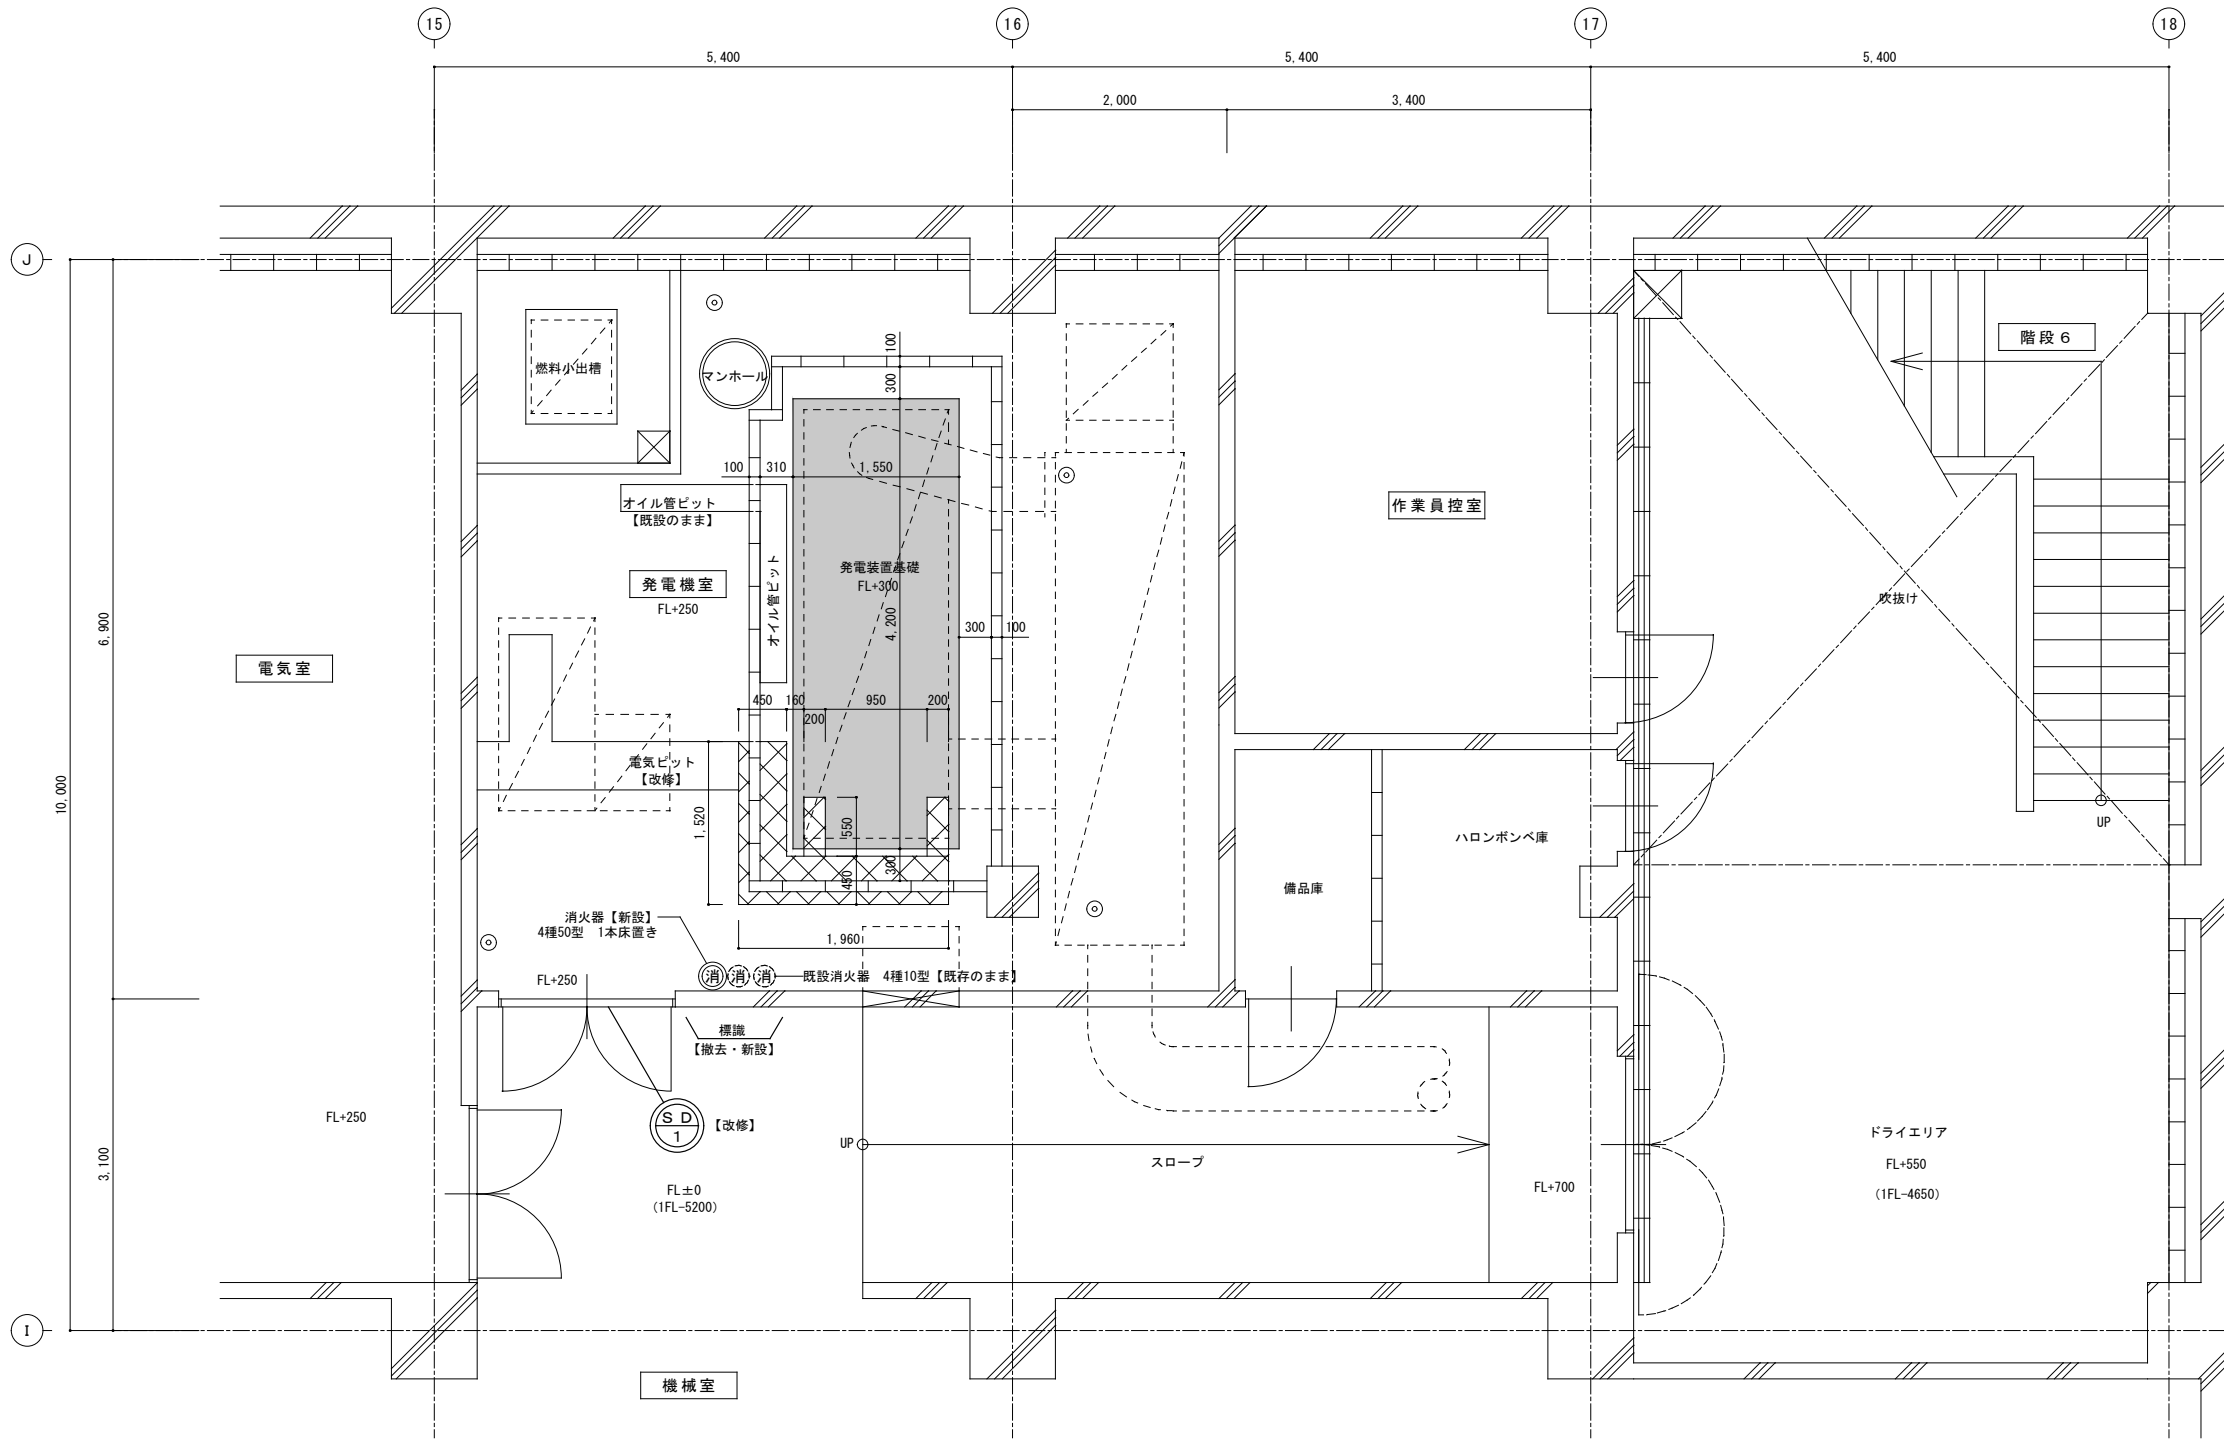 15
16
17
18
5,400
5,400
5,400
2,000
3,400
J
階段６
燃料小出槽
マンホール
100
300
100
310
1,550
オイル管ピット
【既設のまま】
作業員控室
オイル管ピット
発電装置基礎
FL+300
発電機室
FL+250
吹抜け
4,200
300
100
6,900
電気室
450
160
950
200
200
電気ピット
【改修】
10,000
1,520
550
300
450
UP
ハロンボンベ庫
備品庫
消火器【新設】
4種50型　1本床置き
1,960
FL+250
消
消
消
既設消火器　4種10型【既存のまま】
標識
【撤去・新設】
FL+250
SD
1
【改修】
UP
スロープ
ドライエリア
FL+550
(1FL-4650)
3,100
FL±0
(1FL-5200)
FL+700
I
機械室